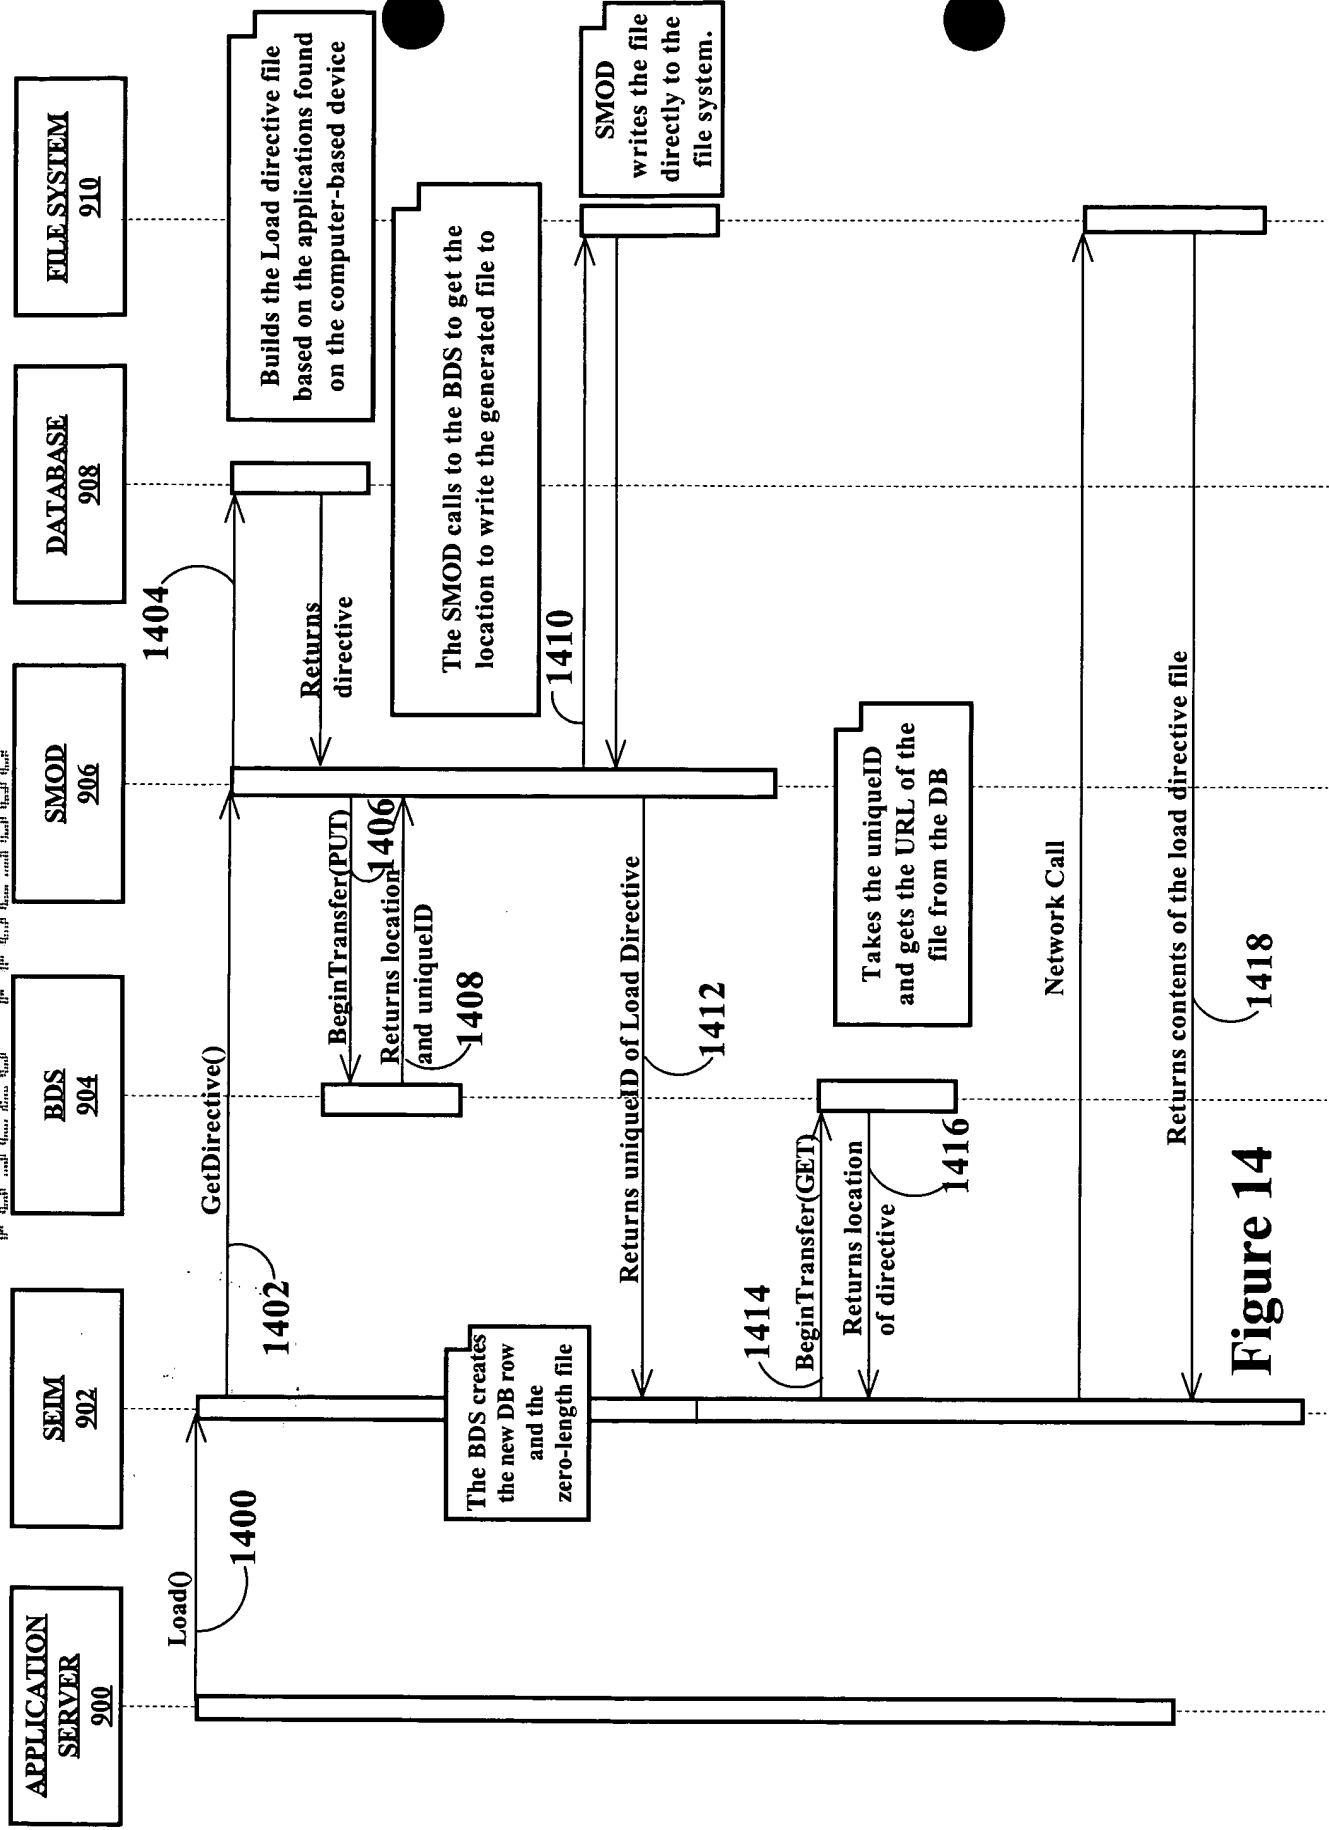 APPLICATION
SERVER
900
SEIM
902
BDS
904
SMOD
906
DATABASE
908
FILE SYSTEM
910
Load()
1400
GetDirective()
1402
1404
Builds the Load directive file
based on the applications found
on the computer-based device
Returns
directive
BeginTransfer(PUT)
1406
Returns location
and uniqueID
1408
The SMOD calls to the BDS to get the
location to write the generated file to
The BDS creates
the new DB row
and the
zero-length file
1410
SMOD
writes the file
directly to the
file system.
Returns uniqueID of Load Directive
1412
1414
BeginTransfer(GET)
Returns location
of directive
1416
Takes the uniqueID
and gets the URL of the
file from the DB
Network Call
Returns contents of the load directive file
1418
Figure 14